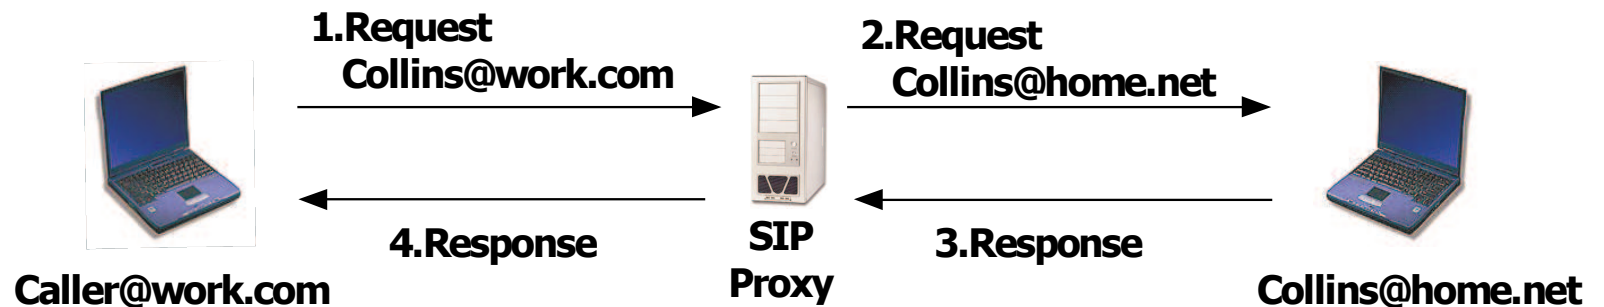 1.Request
Collins@work.com
2.Request
Collins@home.net
4.Response
SIP
Proxy
3.Response
Caller@work.com
Collins@home.net